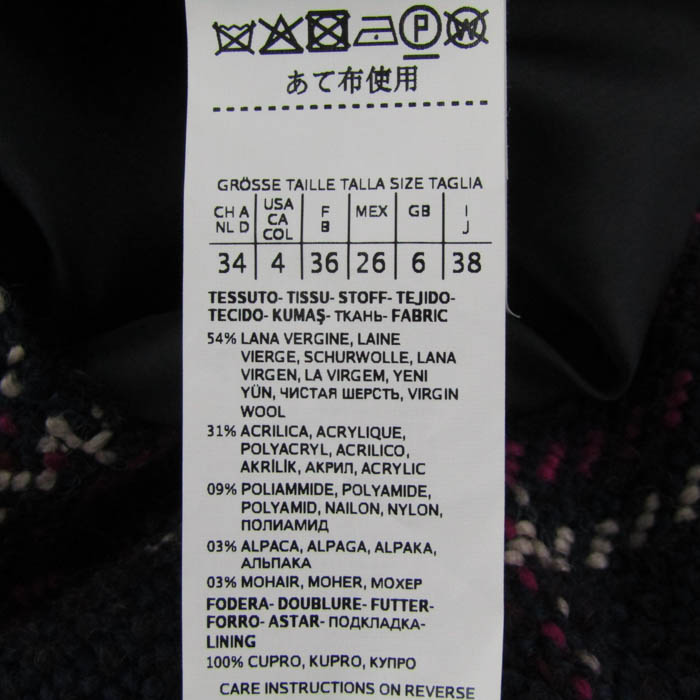 P W
あて布使用
GRÖSSE TAILLE TALLA SIZE TAGLIA
CH A NL D USA CA COL F B MEX GB I J
34 4 36 26 6 38
TESSUTO- TISSU- STOFF- TEJIDO-
TECIDO- KUMAŞ- ТКАНЬ- FABRIC
54% LANA VERGINE, LAINE
VIERGE, SCHURWOLLE, LANA
VIRGEN, LA VIRGEM, YENI
YÜN, ЧИСТАЯ ШЕРСТЬ, VIRGIN
WOOL
31% ACRILICA, ACRYLIQUE,
POLYACRYL, ACRILICO,
AKRİLİK, АКРИЛ, ACRYLIC
09% POLIAMMIDE, POLYAMIDE,
POLYAMID, NAILON, NYLON,
ПОЛИАМИД
03% ALPACA, ALPAGA, ALPAKA,
АЛЬПАКА
03% MOHAIR, MOHER, МОХЕР
FODERA- DOUBLURE- FUTTER-
FORRO- ASTAR- ПОДКЛАДКА-
LINING
100% CUPRO, KUPRO, КУПРО
CARE INSTRUCTIONS ON REVERSE